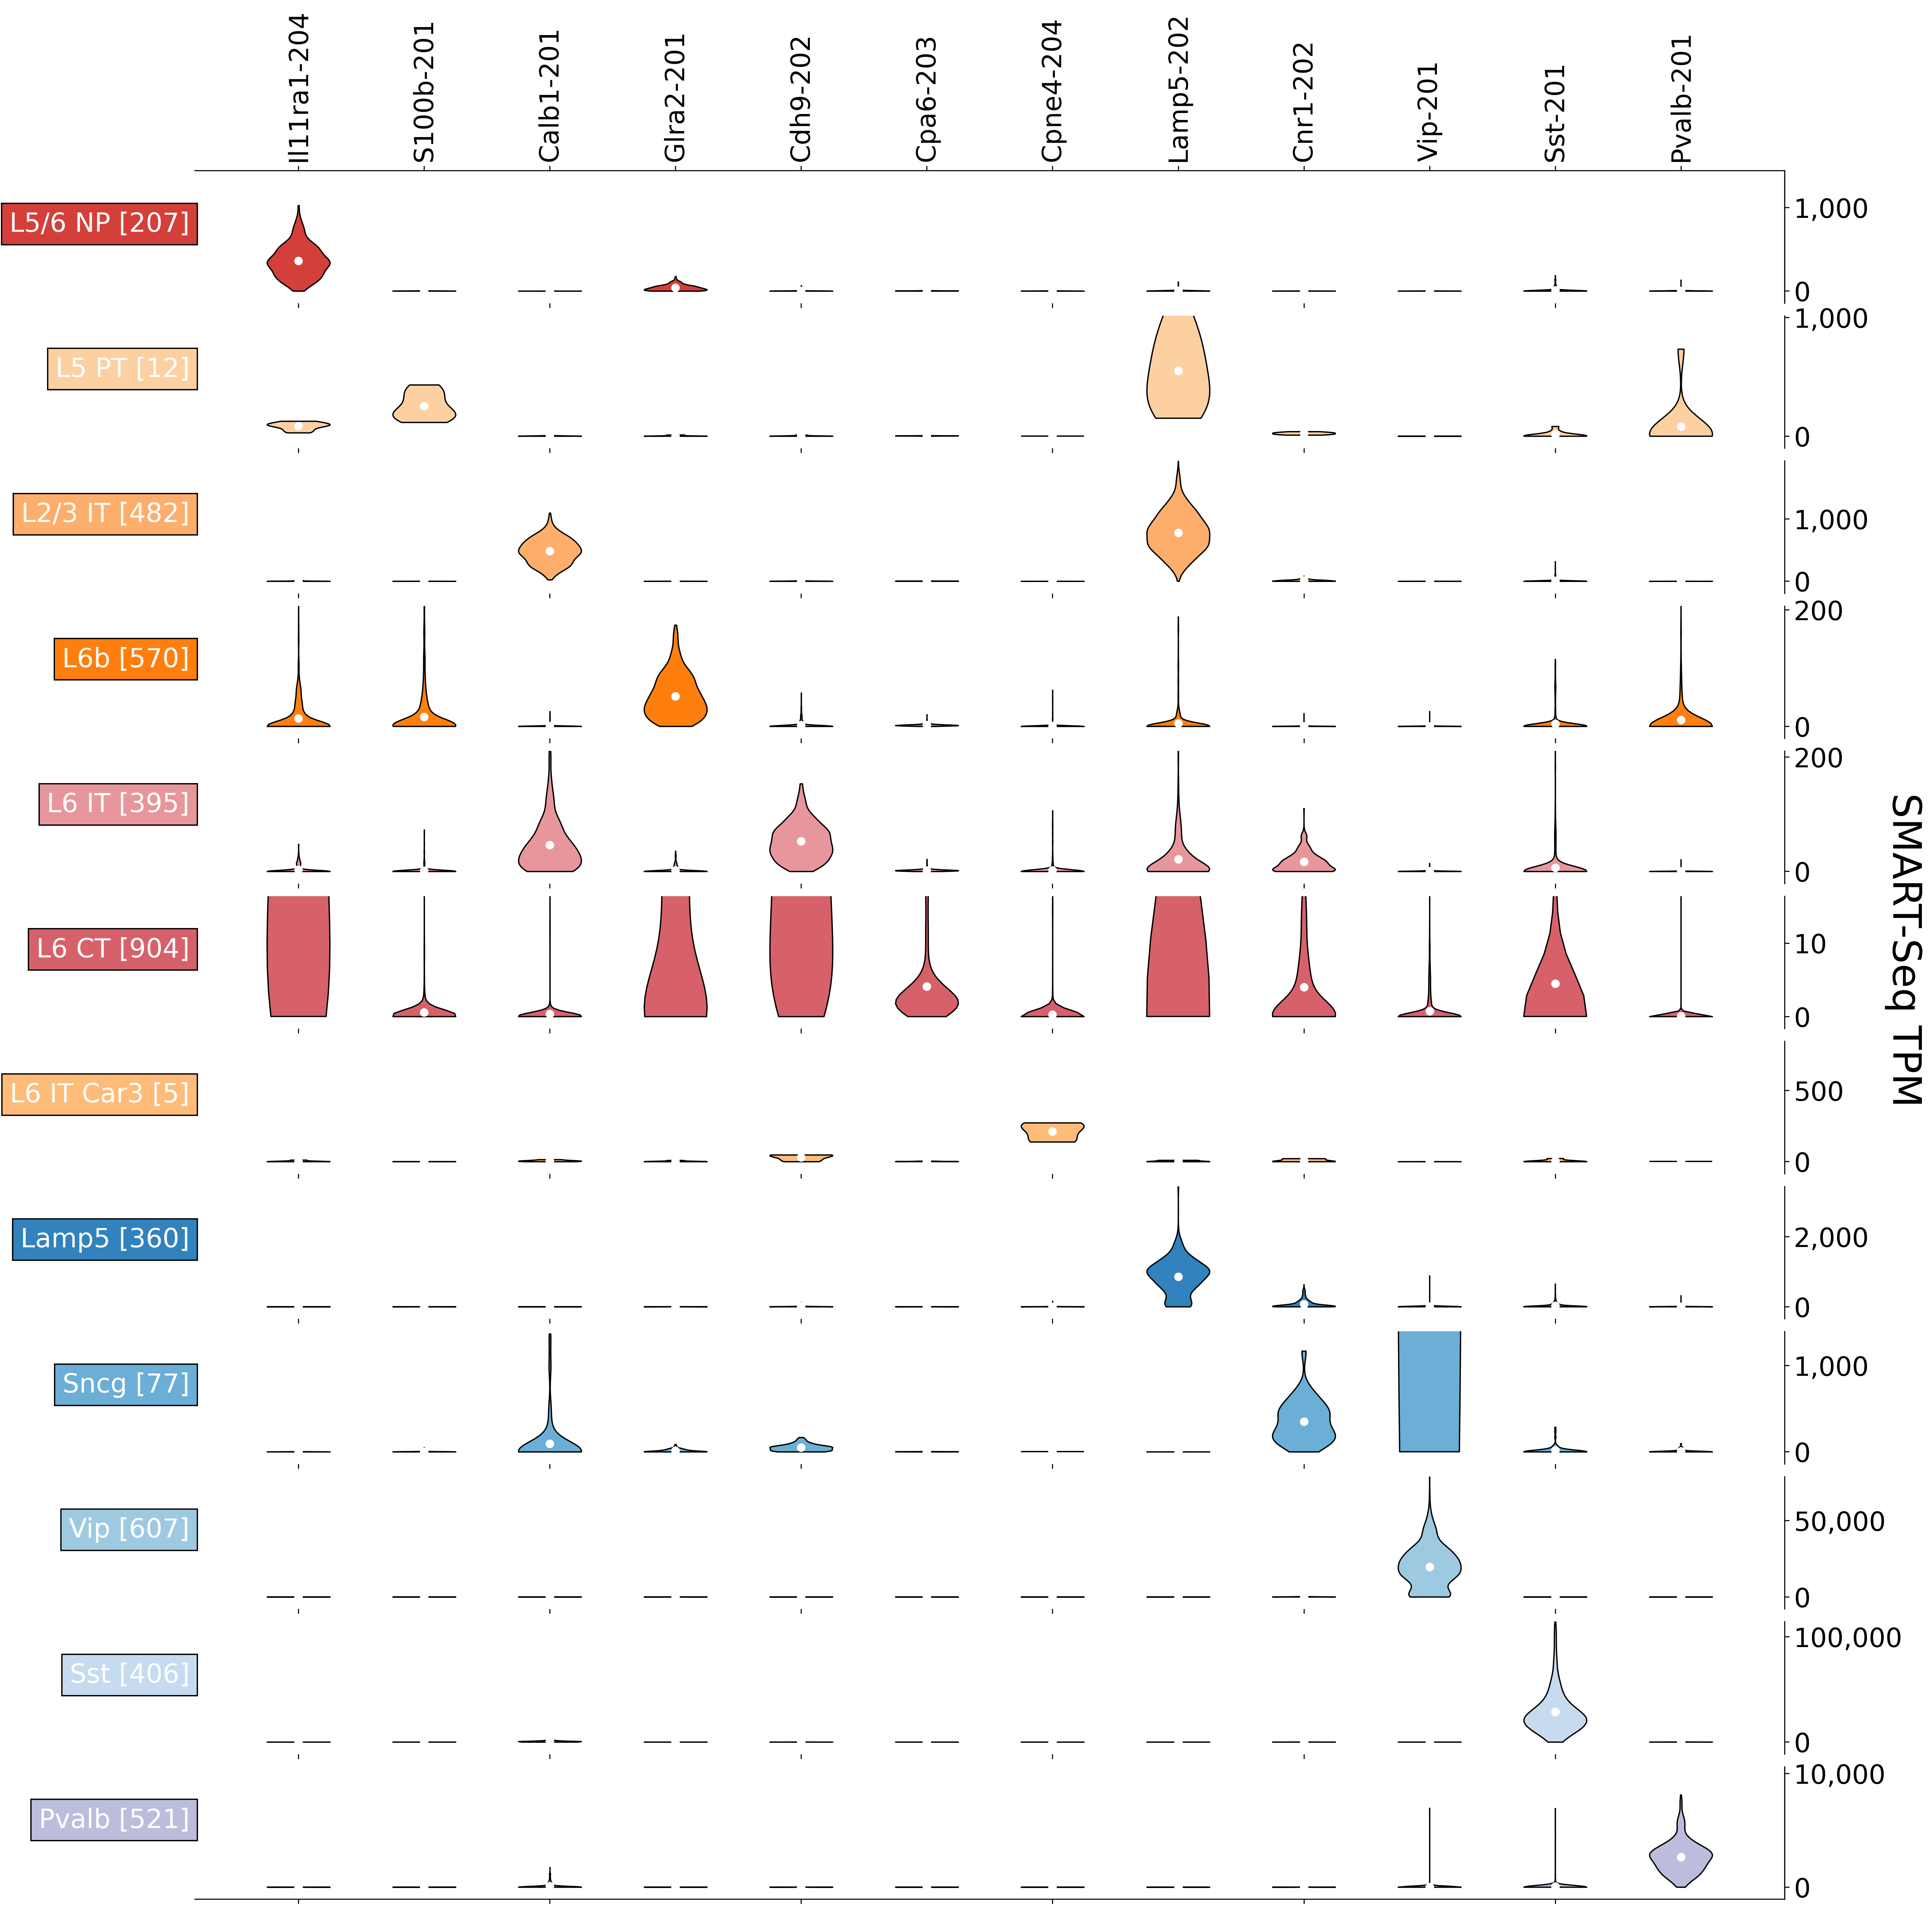 Il11ra1-204
S100b-201
Calb1-201
Glra2-201
Cdh9-202
Cpa6-203
Cpne4-204
Lamp5-202
Cnr1-202
Vip-201
Sst-201
Pvalb-201
L5/6 NP [207]
1,000
0
L5 PT [12]
1,000
0
L2/3 IT [482]
1,000
0
L6b [570]
200
0
L6 IT [395]
200
0
L6 CT [904]
10
0
L6 IT Car3 [5]
500
0
Lamp5 [360]
2,000
0
Sncg [77]
1,000
0
Vip [607]
50,000
0
Sst [406]
100,000
0
Pvalb [521]
10,000
0
SMART-Seq TPM